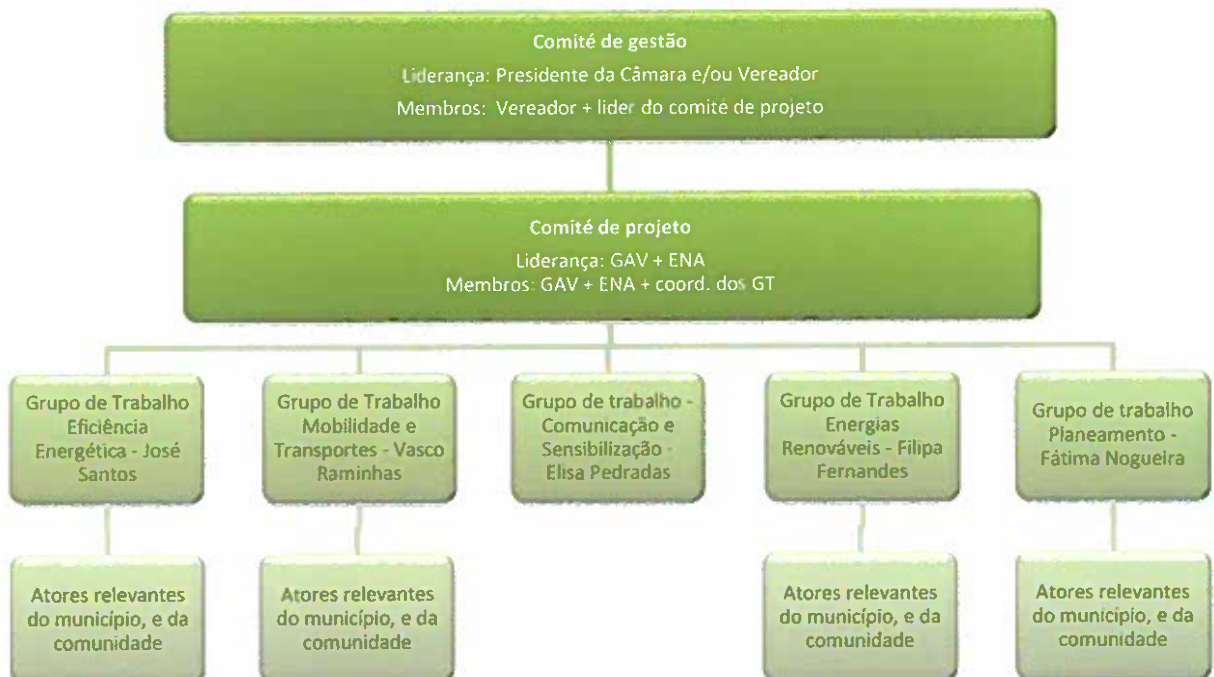 Comité de gestão
Liderança: Presidente da Câmara e/ou Vereador
Membros: Vereador + lider do comité de projeto
Comité de projeto
Liderança: GAV + ENA
Membros: GAV + ENA + coord. dos GT
Grupo de Trabalho
Eficiência
Energética - José
Santos
Grupo de Trabalho
Mobilidade e
Transportes - Vasco
Raminhas
Grupo de trabalho -
Comunicação e
Sensibilização -
Elisa Pedradas
Grupo de Trabalho
Energias
Renováveis - Filipa
Fernandes
Grupo de trabalho
Planeamento -
Fátima Nogueira
Atores relevantes
do município, e da
comunidade
Atores relevantes
do município, e da
comunidade
Atores relevantes
do município, e da
comunidade
Atores relevantes
do município, e da
comunidade